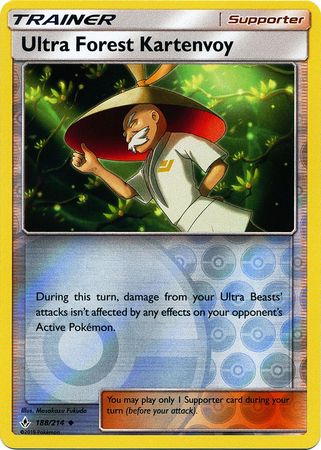 TRAINER
Supporter
Ultra Forest Kartenvoy
During this turn, damage from your Ultra Beasts'
attacks isn't affected by any effects on your opponent's
Active Pokémon.
Illus. Masakazu Fukuda
188/214
©2019 Pokémon
You may play only 1 Supporter card during your
turn (before your attack).